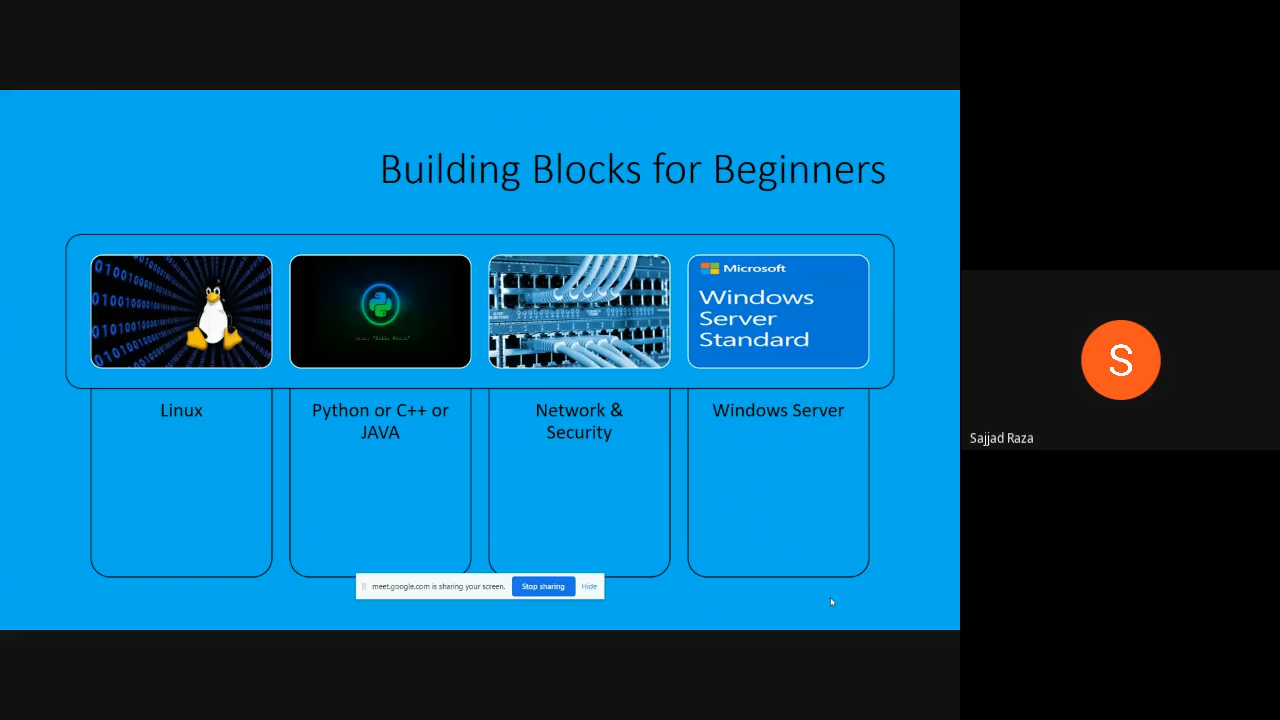 Building Blocks for Beginners
Microsoft
Windows
Server
Standard
Linux
Python or C++ or
JAVA
Network &
Security
Windows Server
meet.google.com is sharing your screen.
Stop sharing
Hide
S
Sajjad Raza